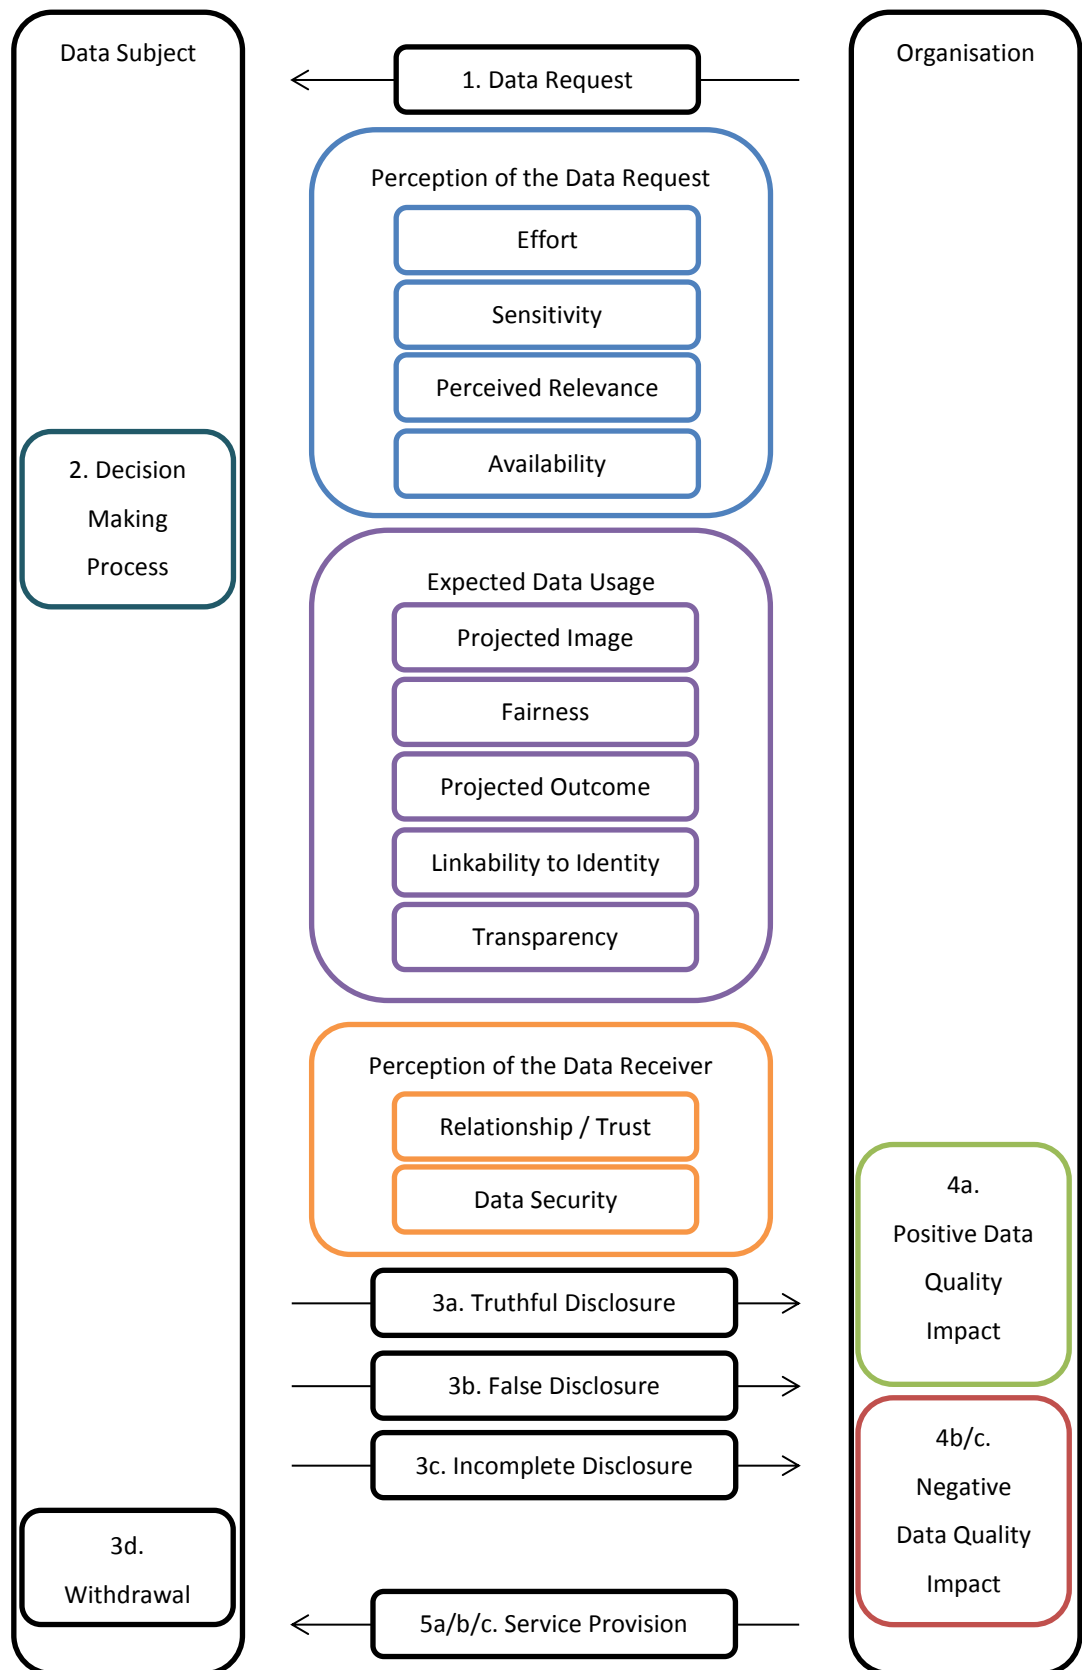 Data Subject
Organisation
1. Data Request
Perception of the Data Request
Effort
Sensitivity
Perceived Relevance
Availability
2. Decision
Making
Process
Expected Data Usage
Projected Image
Fairness
Projected Outcome
Linkability to Identity
Transparency
Perception of the Data Receiver
Relationship / Trust
Data Security
3a. Truthful Disclosure
3b. False Disclosure
3c. Incomplete Disclosure
4a.
Positive Data
Quality
Impact
4b/c.
Negative
Data Quality
Impact
3d.
Withdrawal
5a/b/c. Service Provision